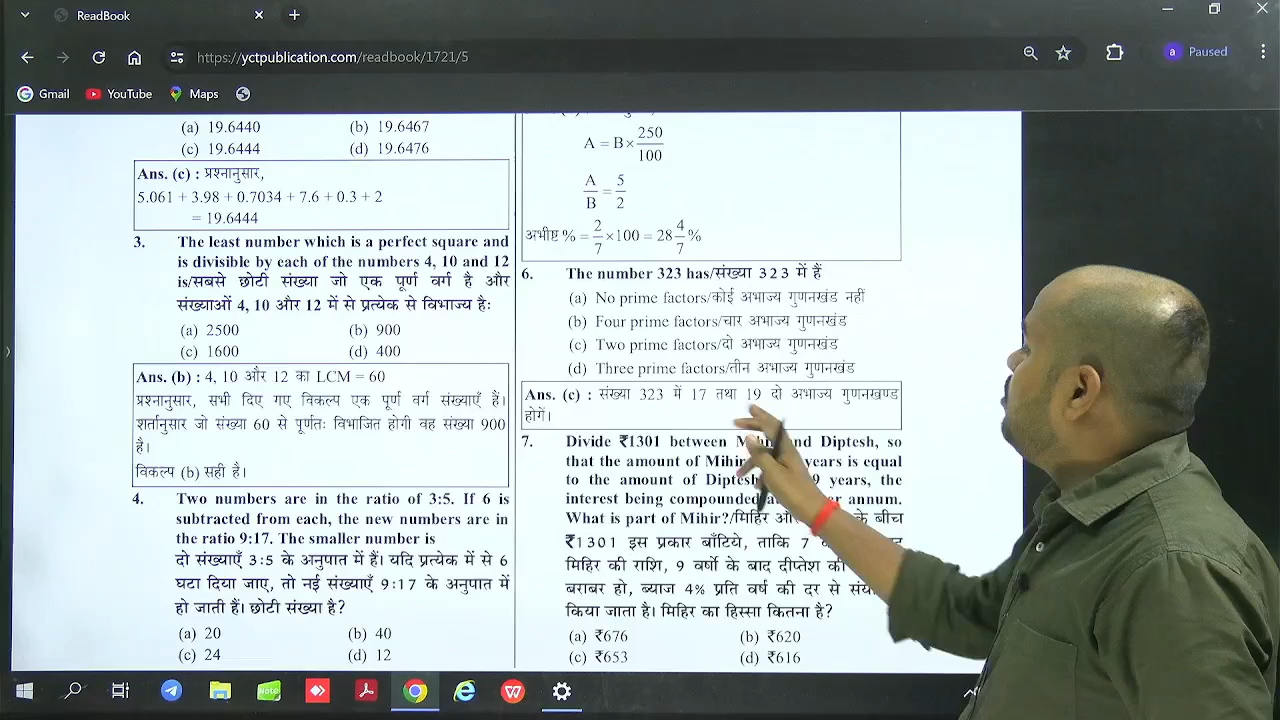 ReadBook
https://yctpublication.com/readbook/1721/5
a Paused
Gmail YouTube Maps
(a) 19.6440 (b) 19.6467
(c) 19.6444 (d) 19.6476
Ans. (c) : प्रश्नानुसार,
5.061 + 3.98 + 0.7034 + 7.6 + 0.3 + 2
= 19.6444
3. The least number which is a perfect square and
is divisible by each of the numbers 4, 10 and 12
is/सबसे छोटी संख्या जो एक पूर्ण वर्ग है और
संख्याओं 4, 10 और 12 में से प्रत्येक से विभाज्य है:
(a) 2500 (b) 900
(c) 1600 (d) 400
Ans. (b) : 4, 10 और 12 का LCM = 60
प्रश्नानुसार, सभी दिए गए विकल्प एक पूर्ण वर्ग संख्याएँ हैं।
शर्तानुसार जो संख्या 60 से पूर्णतः विभाजित होगी वह संख्या 900
है।
विकल्प (b) सही है।
4. Two numbers are in the ratio of 3:5. If 6 is
subtracted from each, the new numbers are in
the ratio 9:17. The smaller number is
दो संख्याएँ 3:5 के अनुपात में हैं। यदि प्रत्येक में से 6
घटा दिया जाए, तो नई संख्याएँ 9:17 के अनुपात में
हो जाती हैं। छोटी संख्या है?
(a) 20 (b) 40
(c) 24 (d) 12
A = B× 250
100
A = 5
B 2
अभीष्ट % = 2/7 ×100 = 28 4/7 %
6. The number 323 has/संख्या 323 में हैं
(a) No prime factors/कोई अभाज्य गुणनखंड नहीं
(b) Four prime factors/चार अभाज्य गुणनखंड
(c) Two prime factors/दो अभाज्य गुणनखंड
(d) Three prime factors/तीन अभाज्य गुणनखंड
Ans. (c) : संख्या 323 में 17 तथा 19 दो अभाज्य गुणनखण्ड
होगें।
7. Divide ₹1301 between and Diptesh, so
that the amount of Mihir years is equal
to the amount of 9 years, the
interest being compounded annum.
What is part of Mihir?/मिहिर के बीच
₹1301 इस प्रकार बाँटिये, ताकि 7
मिहिर की राशि, 9 वर्षों के बाद दीप्तेश की
बराबर हो, ब्याज 4% प्रति वर्ष की दर से
किया जाता है। मिहिर का हिस्सा कितना है?
(a) ₹676 (b) ₹620
(c) ₹653 (d) ₹616